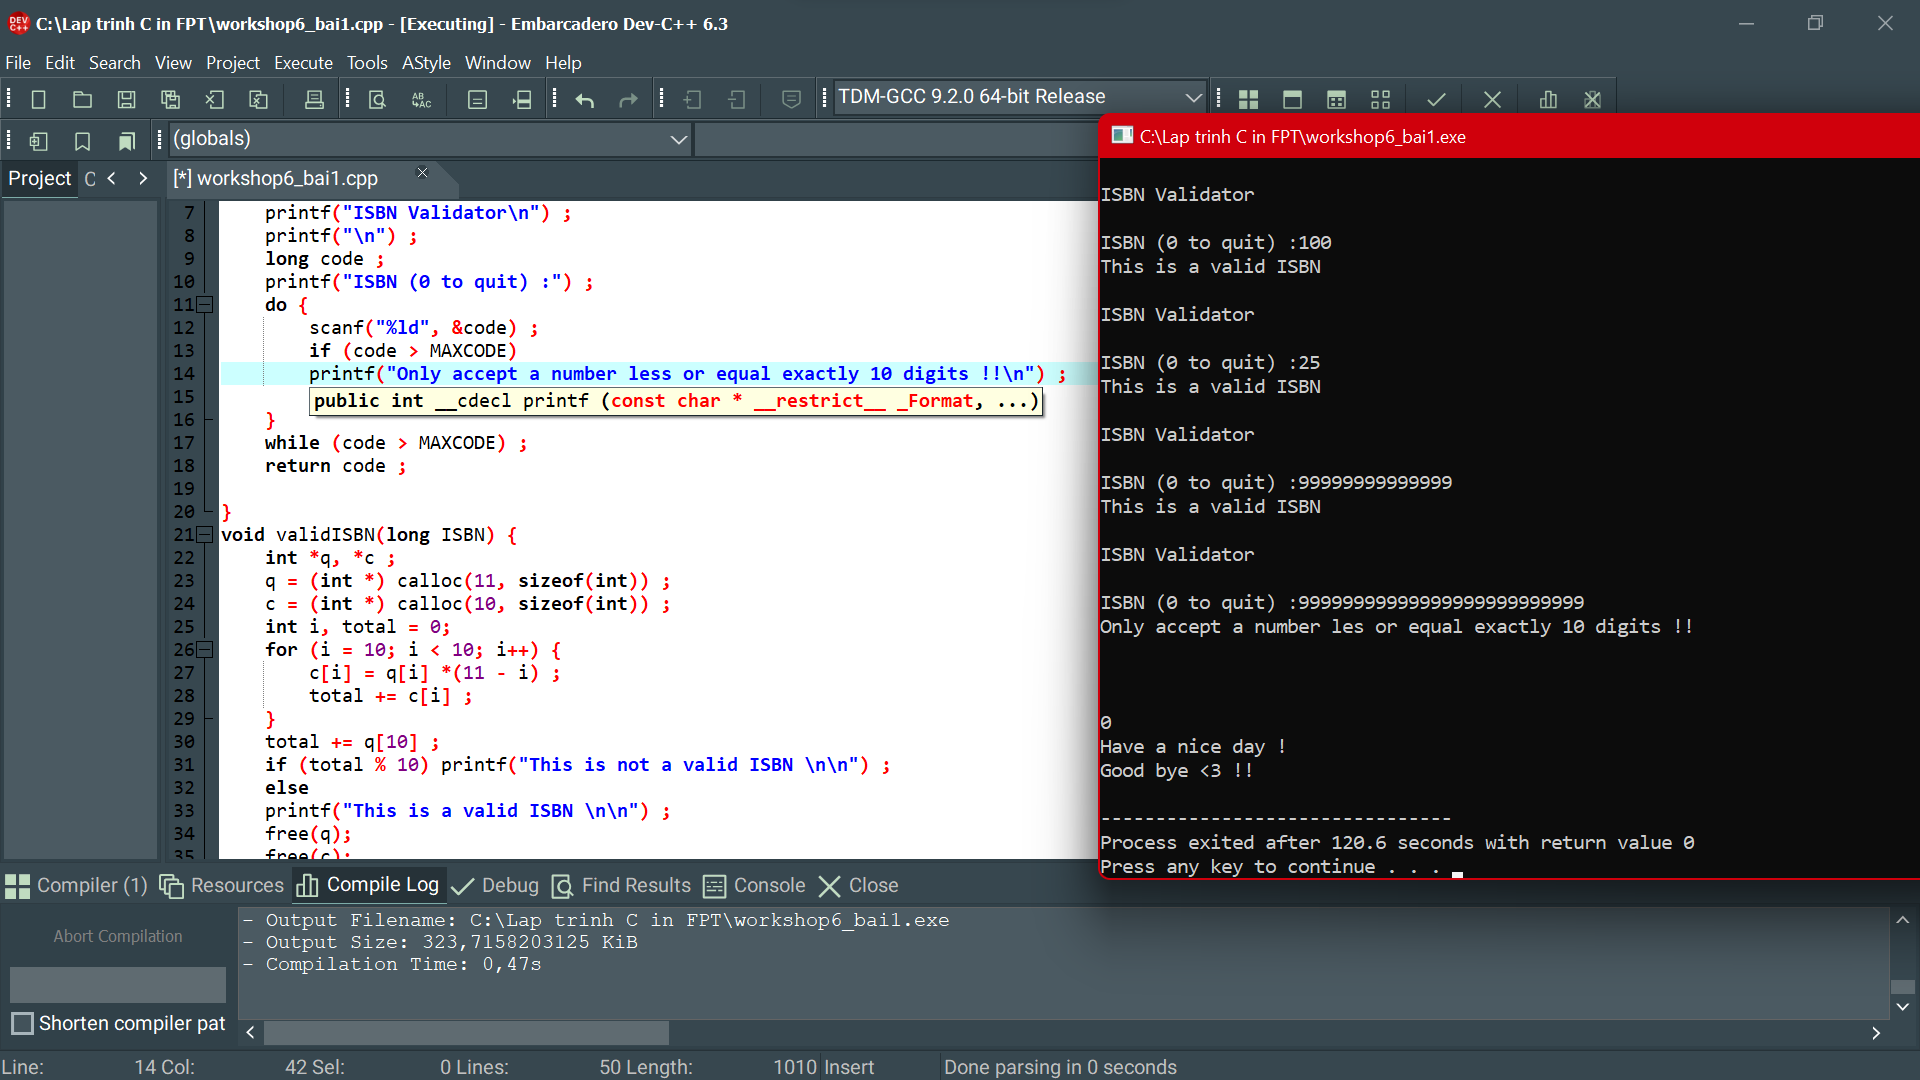 C:\Lap trinh C in FPT\workshop6_bai1.cpp - [Executing] - Embarcadero Dev-C++ 6.3
File Edit Search View Project Execute Tools AStyle Window Help
TDM-GCC 9.2.0 64-bit Release
(globals)
Project C
[*] workshop6_bai1.cpp
7 printf("ISBN Validator\n") ;
8 printf("\n") ;
9 long code ;
10 printf("ISBN (0 to quit) :") ;
11 do {
12 scanf("%ld", &code) ;
13 if (code > MAXCODE)
14 printf("Only accept a number less or equal exactly 10 digits !!\n") ;
15 public int __cdecl printf (const char * __restrict__ _Format, ...)
16 }
17 while (code > MAXCODE) ;
18 return code ;
19
20 }
21 void validISBN(long ISBN) {
22 int *q, *c ;
23 q = (int *) calloc(11, sizeof(int)) ;
24 c = (int *) calloc(10, sizeof(int)) ;
25 int i, total = 0;
26 for (i = 10; i < 10; i++) {
27 c[i] = q[i] *(11 - i) ;
28 total += c[i] ;
29 }
30 total += q[10] ;
31 if (total % 10) printf("This is not a valid ISBN \n\n") ;
32 else
33 printf("This is a valid ISBN \n\n") ;
34 free(q);
35 free(c);
C:\Lap trinh C in FPT\workshop6_bai1.exe
ISBN Validator
ISBN (0 to quit) :100
This is a valid ISBN
ISBN Validator
ISBN (0 to quit) :25
This is a valid ISBN
ISBN Validator
ISBN (0 to quit) :99999999999999
This is a valid ISBN
ISBN Validator
ISBN (0 to quit) :99999999999999999999999999
Only accept a number les or equal exactly 10 digits !!
0
Have a nice day !
Good bye <3 !!
--------------------------------
Process exited after 120.6 seconds with return value 0
Press any key to continue . . .
Compiler (1) Resources Compile Log Debug Find Results Console Close
Abort Compilation
Shorten compiler pat
- Output Filename: C:\Lap trinh C in FPT\workshop6_bai1.exe
- Output Size: 323,7158203125 KiB
- Compilation Time: 0,47s
Line: 14 Col: 42 Sel: 0 Lines: 50 Length: 1010 Insert Done parsing in 0 seconds